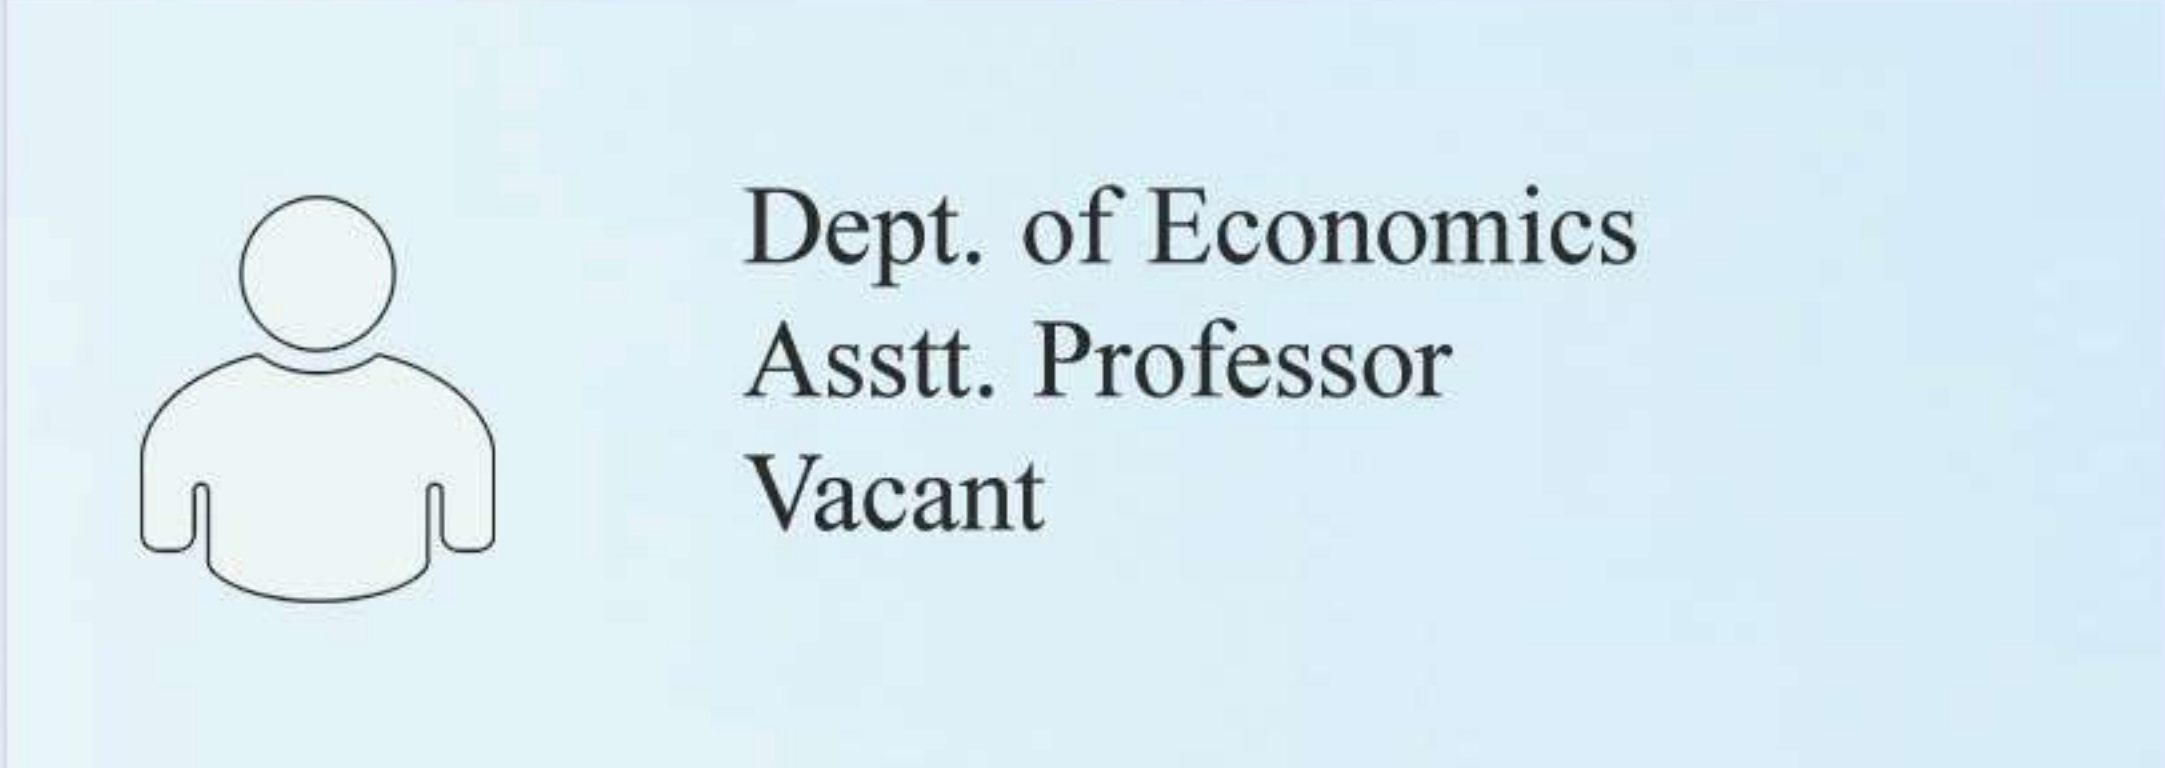 Dept. of Economics
Asstt. Professor
Vacant